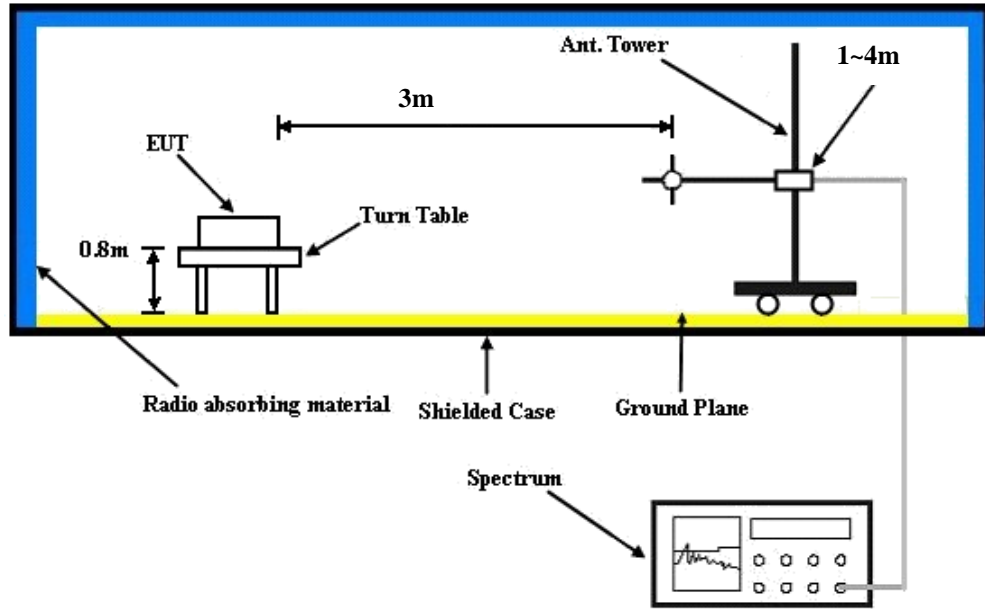 Ant. Tower
1~4m
3m
EUT
Turn Table
0.8m
Radio absorbing material
Shielded Case
Ground Plane
Spectrum